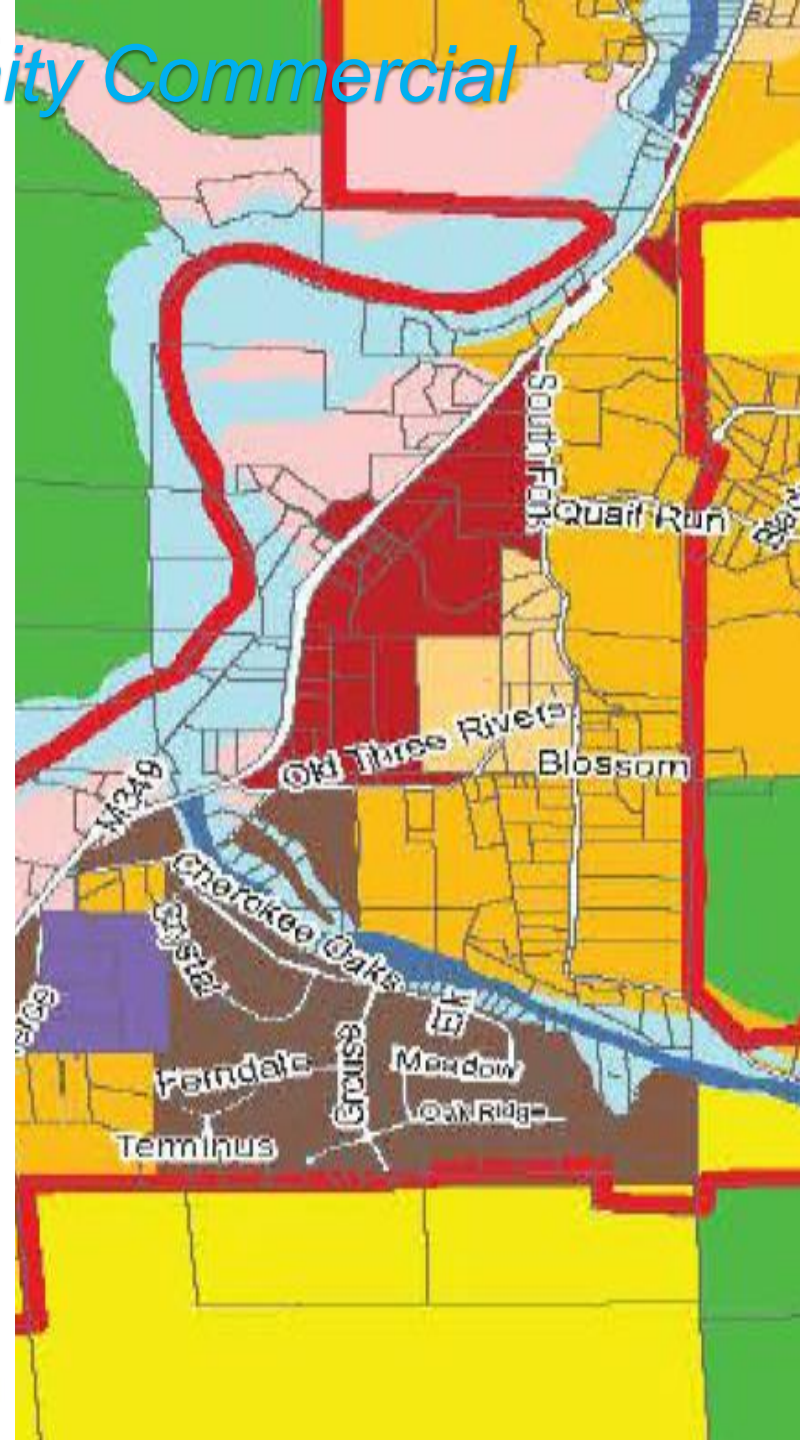 ity Commercial
South Fork
Quail Run
Old Three Rivers
Blossom
M349
Cherokee Oaks
Crystal
Elk
Grouse
Ferndale
Meadow
Oak Ridge
Terminus